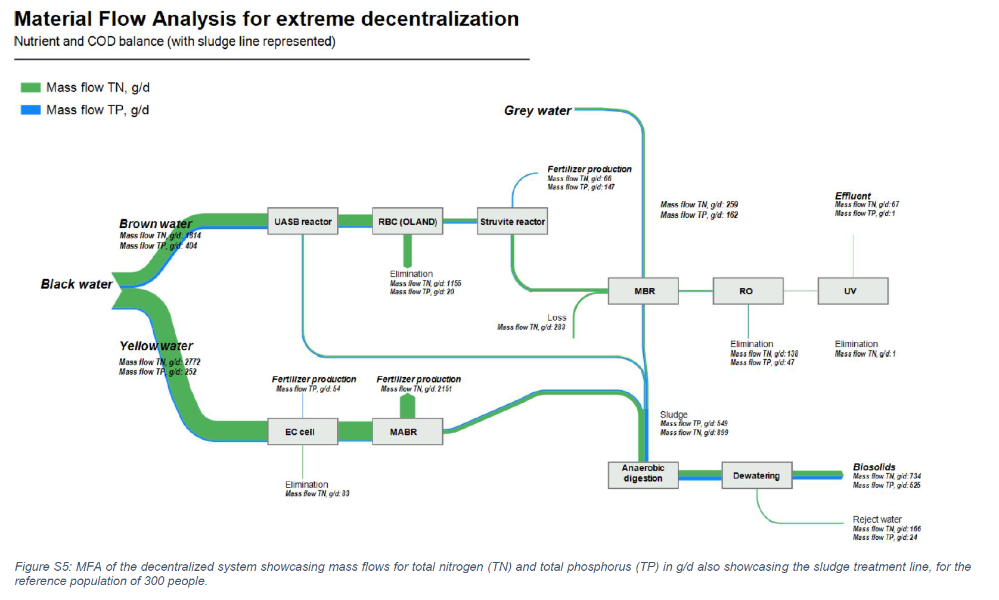 Material Flow Analysis for extreme decentralization
Nutrient and COD balance (with sludge line represented)
Mass flow TN, g/d
Mass flow TP, g/d
Grey water
Fertilizer production
Mass flow TN, g/d: 66
Mass flow TP, g/d: 147
Mass flow TN, g/d: 259
Mass flow TP, g/d: 162
Effluent
Mass flow TN, g/d: 67
Mass flow TP, g/d: 1
Brown water
Mass flow TN, g/d: 1814
Mass flow TP, g/d: 404
UASB reactor
RBC (OLAND)
Struvite reactor
Elimination
Mass flow TN, g/d: 1155
Mass flow TP, g/d: 20
Black water
MBR
RO
UV
Loss
Mass flow TN, g/d: 283
Elimination
Mass flow TN, g/d: 138
Mass flow TP, g/d: 47
Elimination
Mass flow TN, g/d: 1
Yellow water
Mass flow TN, g/d: 2772
Mass flow TP, g/d: 252
Fertilizer production
Mass flow TP, g/d: 54
Fertilizer production
Mass flow TN, g/d: 2151
EC cell
MABR
Sludge
Mass flow TP, g/d: 549
Mass flow TN, g/d: 899
Elimination
Mass flow TN, g/d: 83
Anaerobic
digestion
Dewatering
Biosolids
Mass flow TN, g/d: 734
Mass flow TP, g/d: 525
Reject water
Mass flow TN, g/d: 166
Mass flow TP, g/d: 24
Figure S5: MFA of the decentralized system showcasing mass flows for total nitrogen (TN) and total phosphorus (TP) in g/d also showcasing the sludge treatment line, for the
reference population of 300 people.